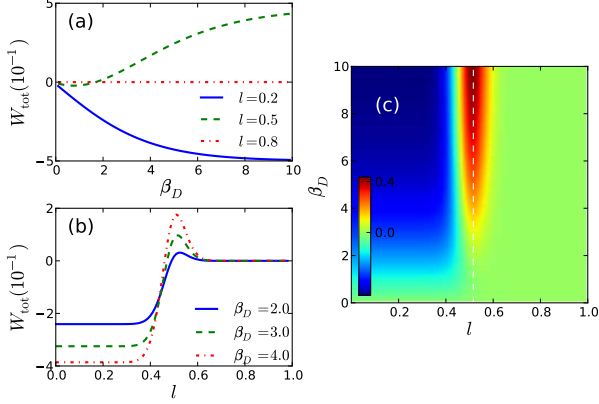 (a)
W_tot(10^−1)
5
0
−5
0 2 4 6 8 10
β_D
l=0.2
l=0.5
l=0.8
(b)
W_tot(10^−1)
2
0
−2
−4
0.0 0.2 0.4 0.6 0.8 1.0
l
β_D=2.0
β_D=3.0
β_D=4.0
(c)
β_D
10
8
6
4
2
0
0.2 0.4 0.6 0.8 1.0
l
0.4
0.0